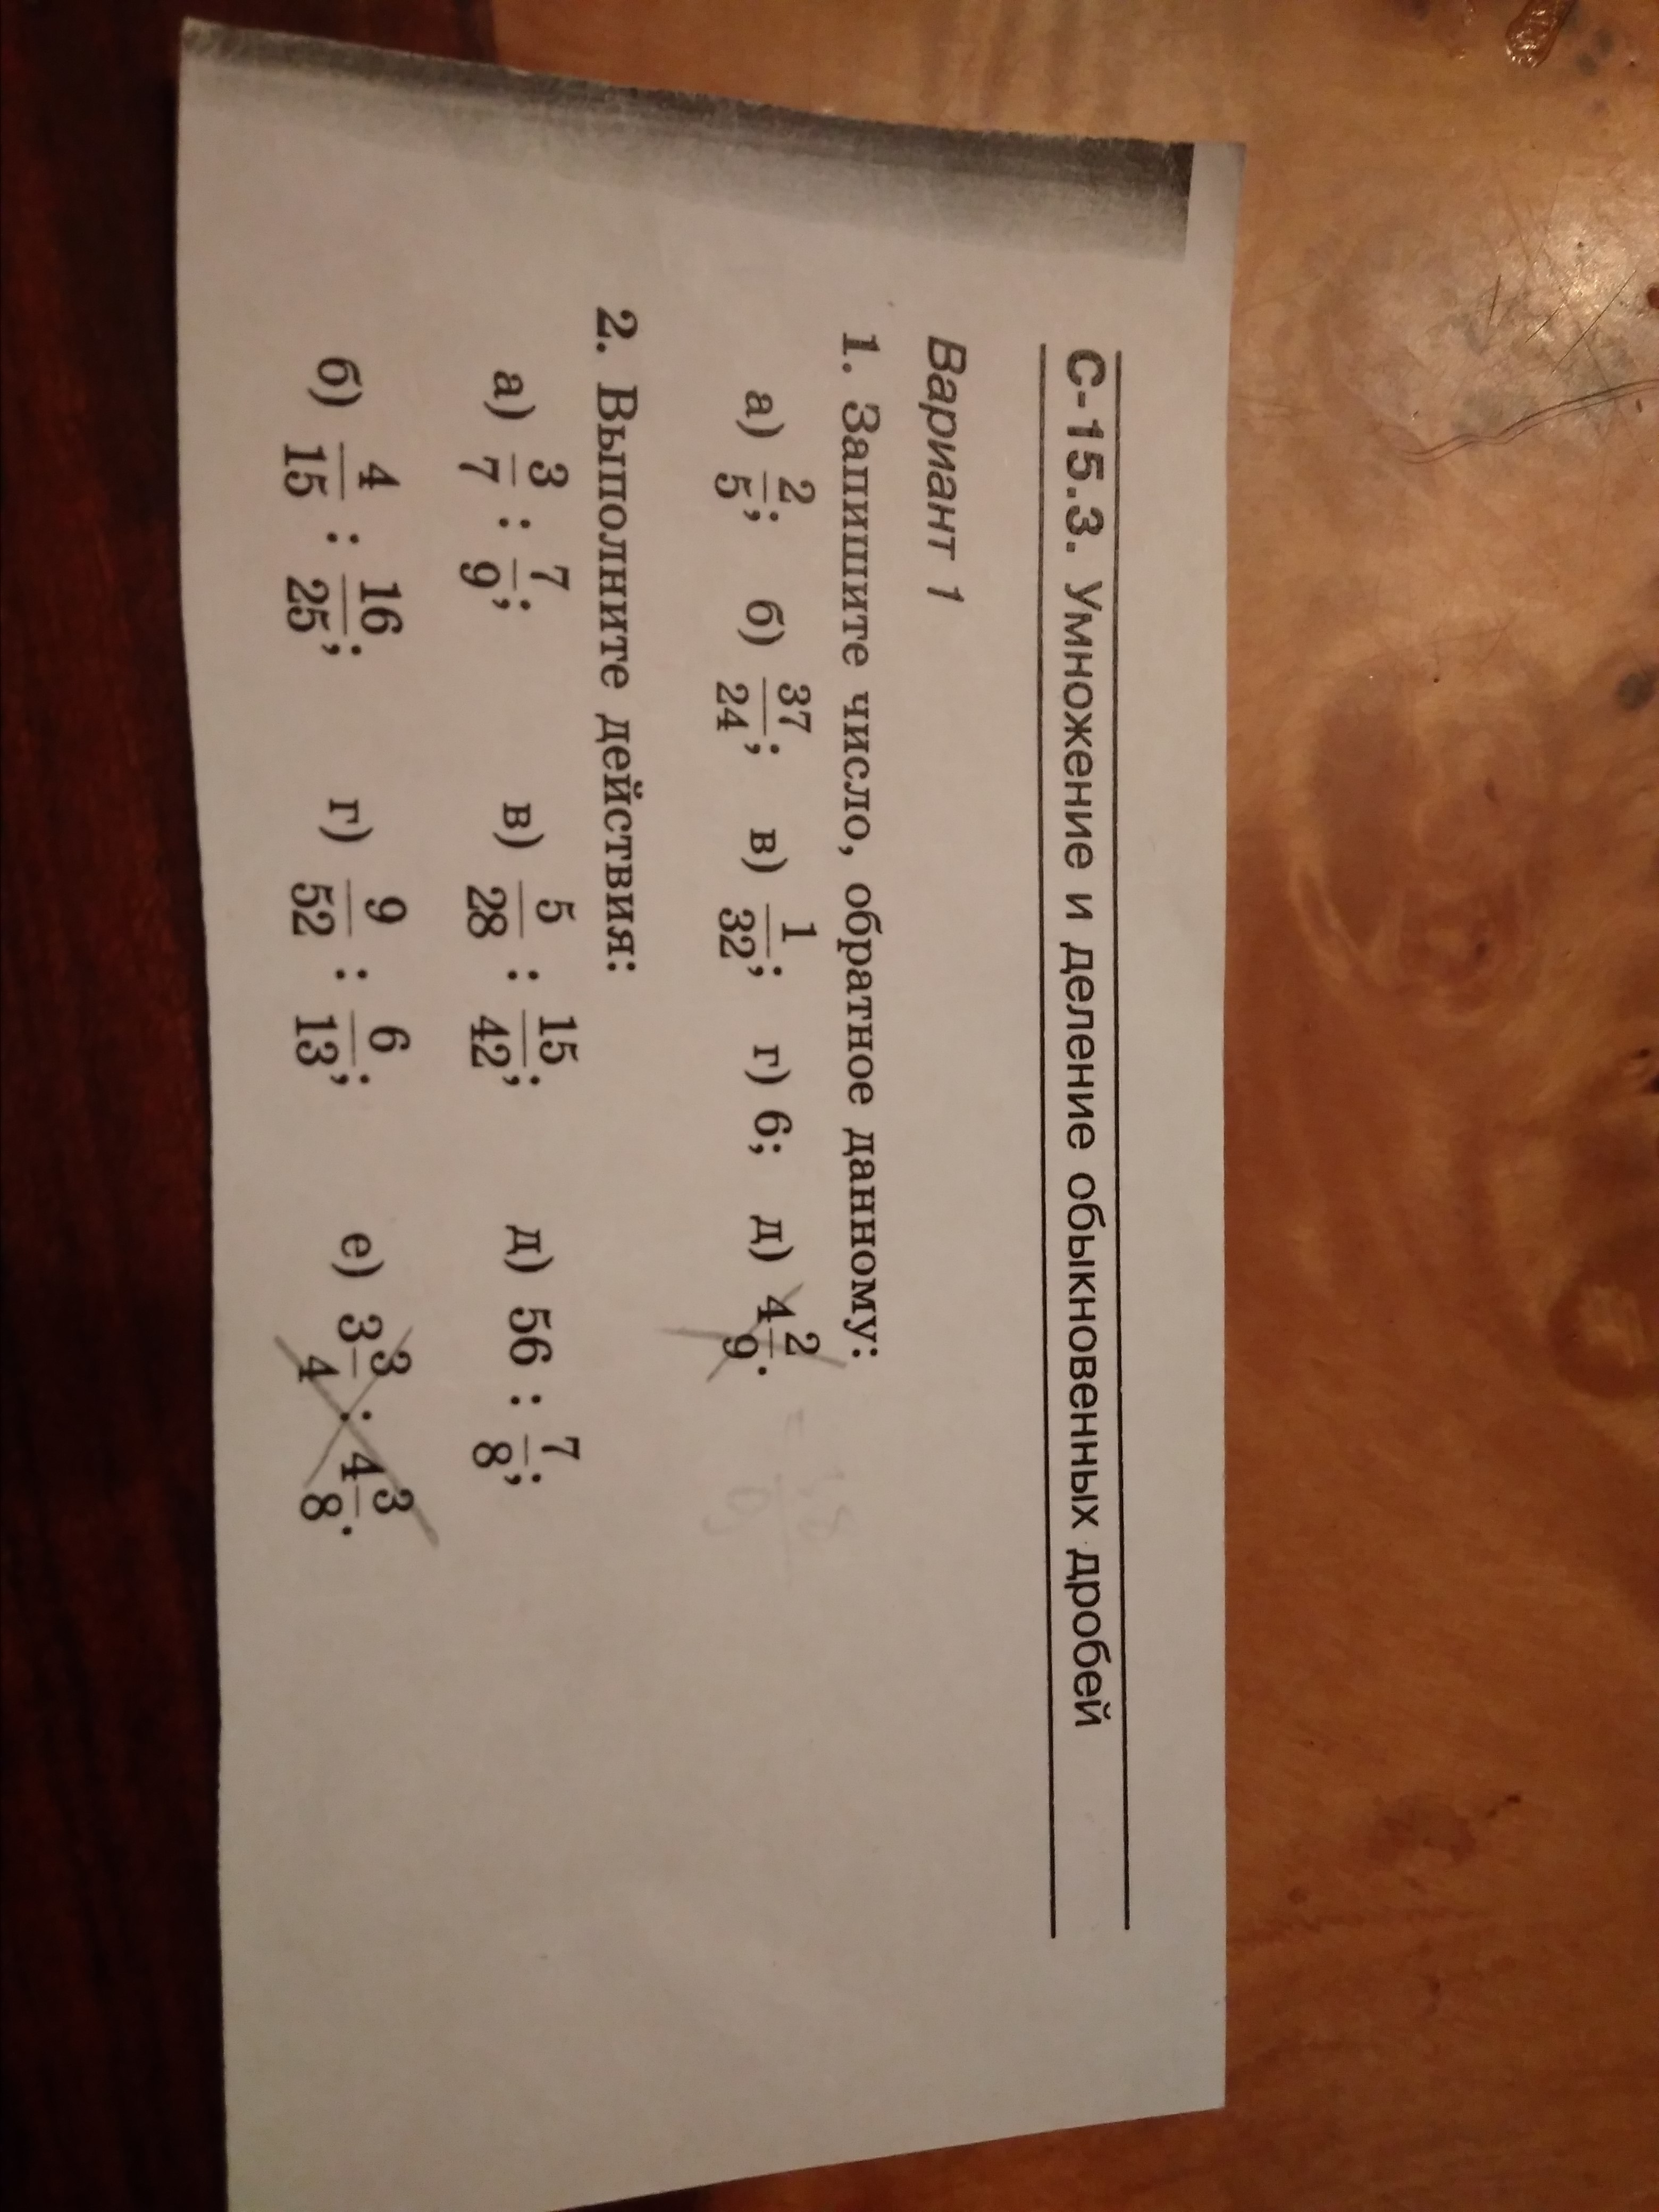 С-15.3. Умножение и деление обыкновенных дробей
Вариант 1
1. Запишите число, обратное данному:
а) 2/5; б) 37/24; в) 1/32; г) 6; д) 4 2/9.
2. Выполните действия:
а) 3/7 : 7/9; в) 5/28 : 15/42; д) 56 : 7/8;
б) 4/15 : 16/25; г) 9/52 : 6/13; е) 3 3/4 : 4 3/8.